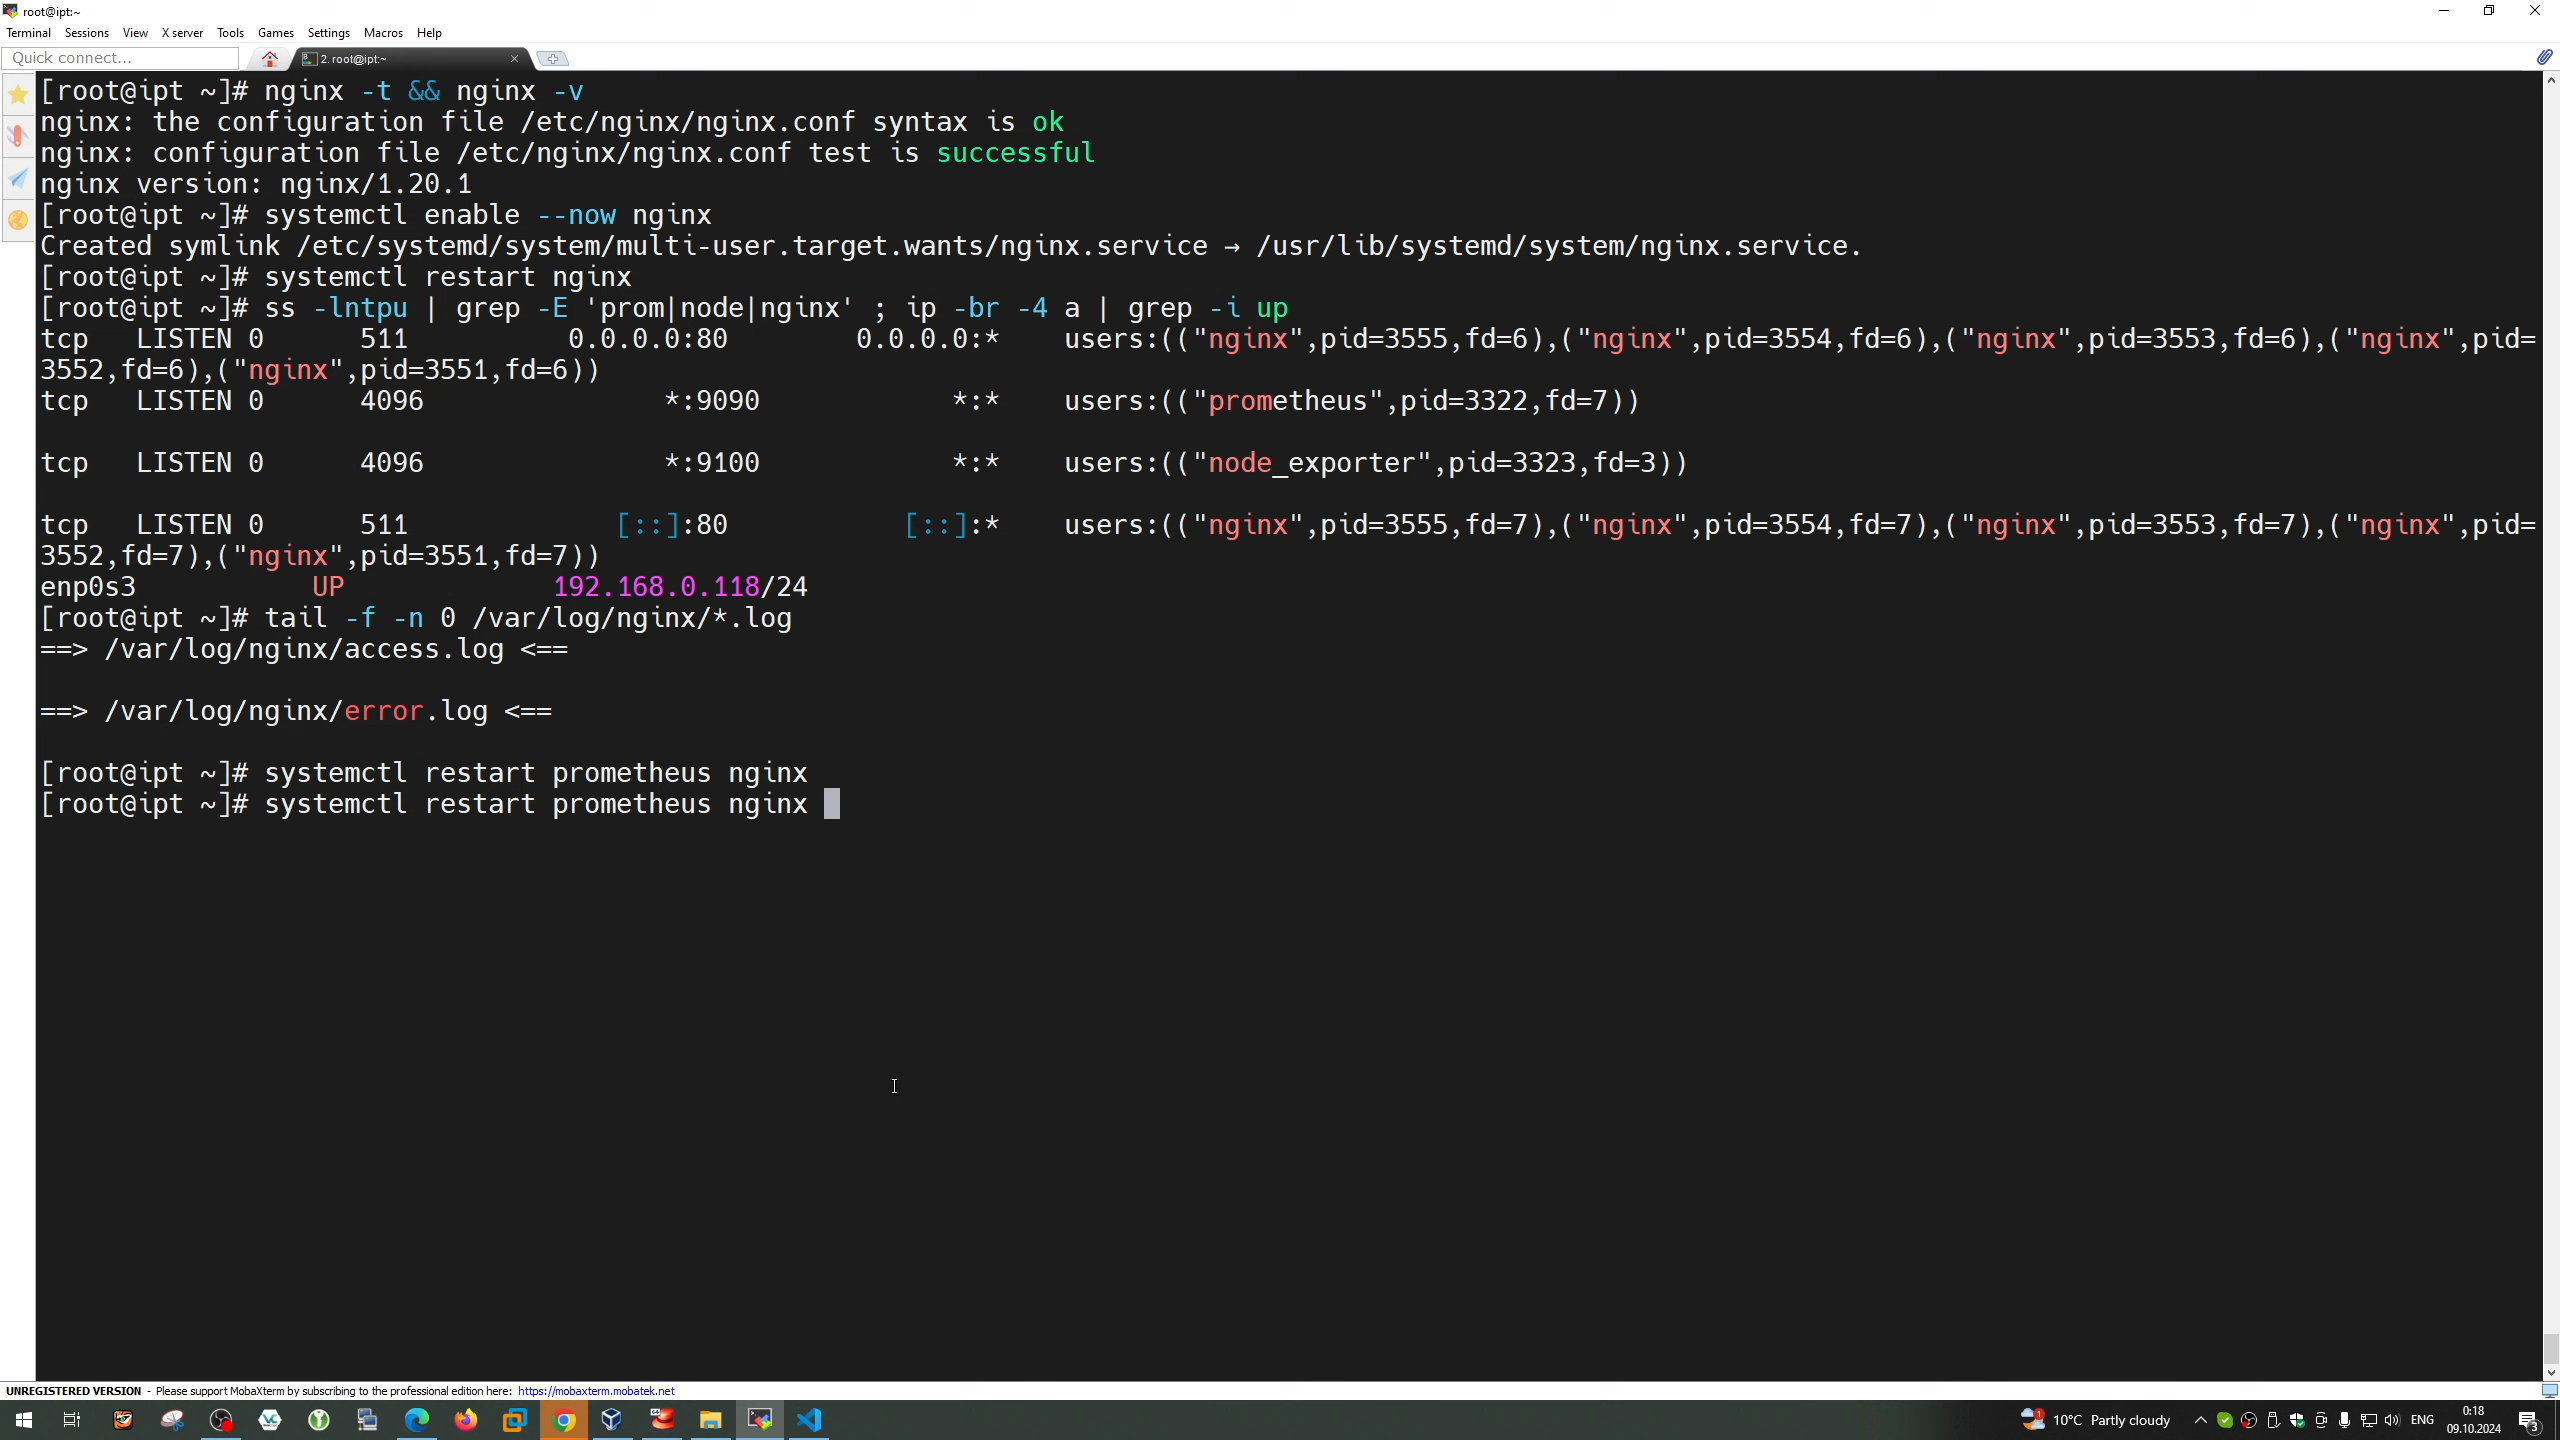 root@ipt:~
Terminal Sessions View X server Tools Games Settings Macros Help
Quick connect... 2. root@ipt:~
[root@ipt ~]# nginx -t && nginx -v
nginx: the configuration file /etc/nginx/nginx.conf syntax is ok
nginx: configuration file /etc/nginx/nginx.conf test is successful
nginx version: nginx/1.20.1
[root@ipt ~]# systemctl enable --now nginx
Created symlink /etc/systemd/system/multi-user.target.wants/nginx.service → /usr/lib/systemd/system/nginx.service.
[root@ipt ~]# systemctl restart nginx
[root@ipt ~]# ss -lntpu | grep -E 'prom|node|nginx' ; ip -br -4 a | grep -i up
tcp LISTEN 0 511 0.0.0.0:80 0.0.0.0:* users:(("nginx",pid=3555,fd=6),("nginx",pid=3554,fd=6),("nginx",pid=3553,fd=6),("nginx",pid=
3552,fd=6),("nginx",pid=3551,fd=6))
tcp LISTEN 0 4096 *:9090 *:* users:(("prometheus",pid=3322,fd=7))
tcp LISTEN 0 4096 *:9100 *:* users:(("node_exporter",pid=3323,fd=3))
tcp LISTEN 0 511 [::]:80 [::]:* users:(("nginx",pid=3555,fd=7),("nginx",pid=3554,fd=7),("nginx",pid=3553,fd=7),("nginx",pid=
3552,fd=7),("nginx",pid=3551,fd=7))
enp0s3 UP 192.168.0.118/24
[root@ipt ~]# tail -f -n 0 /var/log/nginx/*.log
==> /var/log/nginx/access.log <==
==> /var/log/nginx/error.log <==
[root@ipt ~]# systemctl restart prometheus nginx
[root@ipt ~]# systemctl restart prometheus nginx
UNREGISTERED VERSION - Please support MobaXterm by subscribing to the professional edition here: https://mobaxterm.mobatek.net
10°C Partly cloudy ENG 0:18
09.10.2024 3